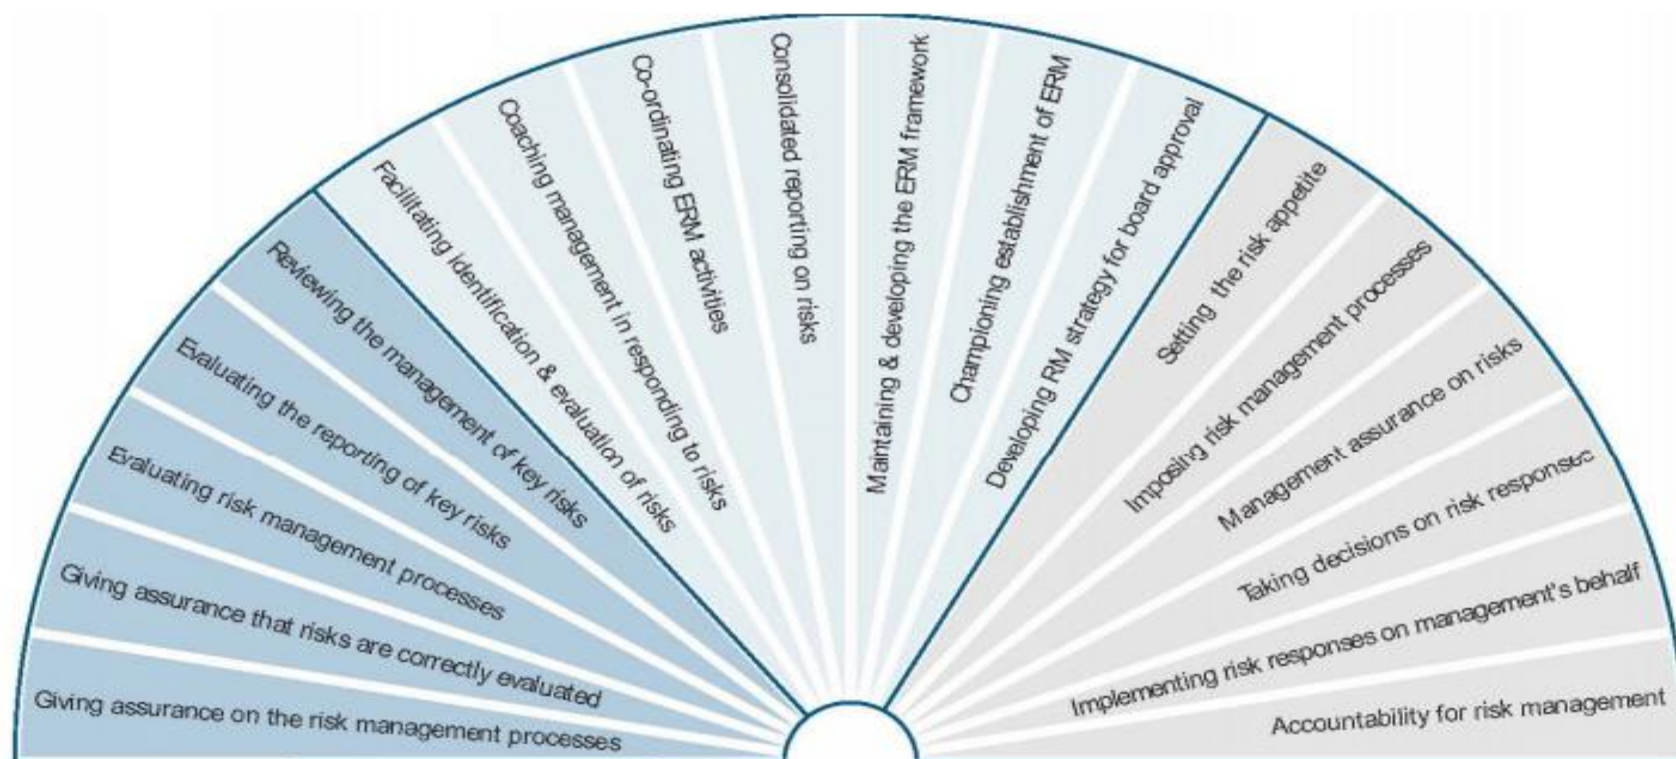 Giving assurance on the risk management processes
Giving assurance that risks are correctly evaluated
Evaluating risk management processes
Evaluating the reporting of key risks
Reviewing the management of key risks
Facilitating identification & evaluation of risks
Coaching management in responding to risks
Co-ordinating ERM activities
Consolidated reporting on risks
Maintaining & developing the ERM framework
Championing establishment of ERM
Developing RM strategy for board approval
Setting the risk appetite
Imposing risk management processes
Management assurance on risks
Taking decisions on risk responses
Implementing risk responses on management's behalf
Accountability for risk management